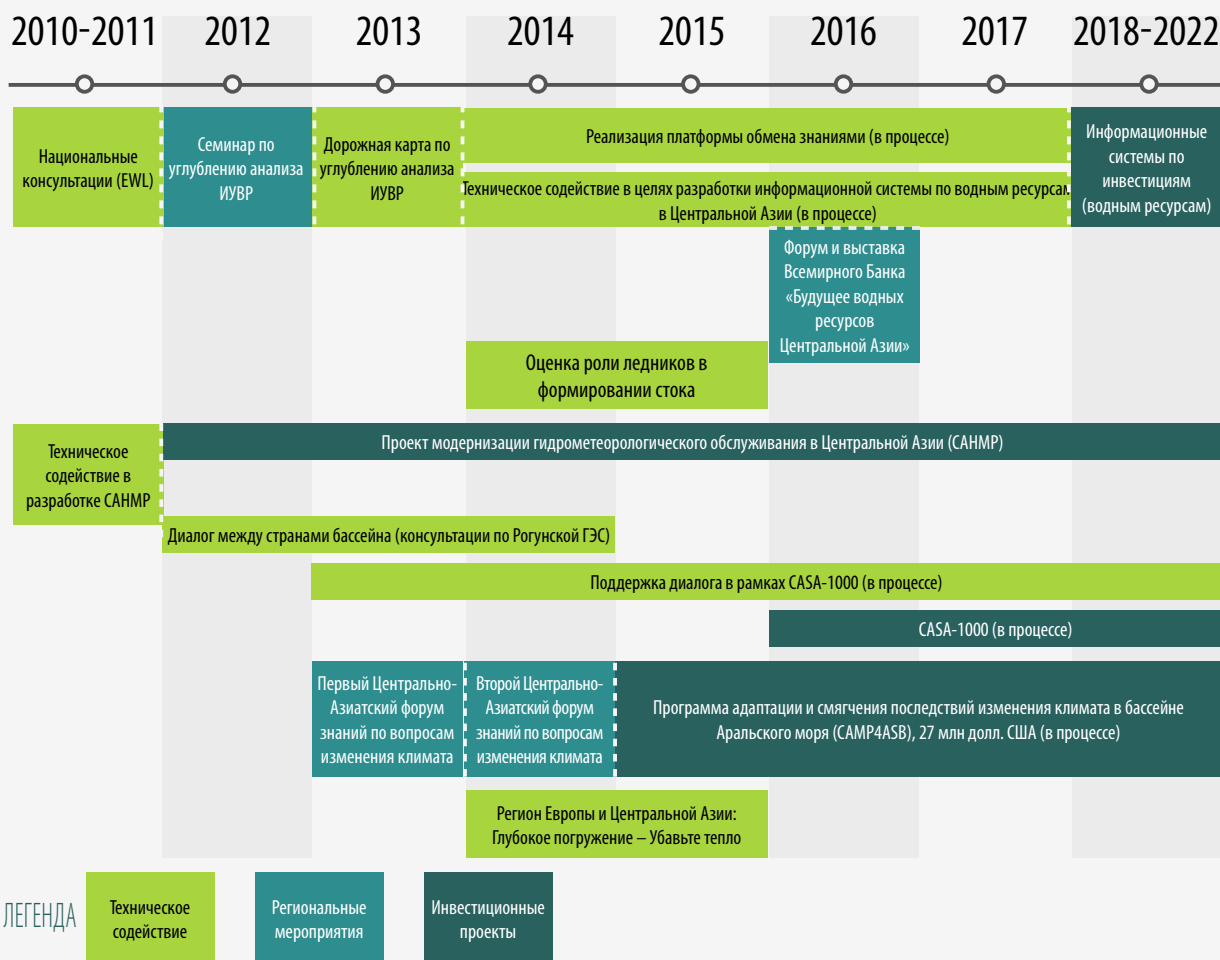 2010-2011 2012 2013 2014 2015 2016 2017 2018-2022
Национальные
консультации (EWL)
Семинар по
углублению анализа
ИУВР
Дорожная карта по
углублению анализа
ИУВР
Реализация платформы обмена знаниями (в процессе)
Техническое содействие в целях разработки информационной системы по водным ресурсам
в Центральной Азии (в процессе)
Информационные
системы по
инвестициям
(водным ресурсам)
Форум и выставка
Всемирного Банка
«Будущее водных
ресурсов
Центральной Азии»
Оценка роли ледников в
формировании стока
Техническое
содействие в
разработке CAHMP
Проект модернизации гидрометеорологического обслуживания в Центральной Азии (CAHMP)
Диалог между странами бассейна (консультации по Рогунской ГЭС)
Поддержка диалога в рамках CASA-1000 (в процессе)
CASA-1000 (в процессе)
Первый Центрально-
Азиатский форум
знаний по вопросам
изменения климата
Второй Центрально-
Азиатский форум
знаний по вопросам
изменения климата
Программа адаптации и смягчения последствий изменения климата в бассейне
Аральского моря (CAMP4ASB), 27 млн долл. США (в процессе)
Регион Европы и Центральной Азии:
Глубокое погружение – Убавьте тепло
ЛЕГЕНДА
Техническое
содействие
Региональные
мероприятия
Инвестиционные
проекты